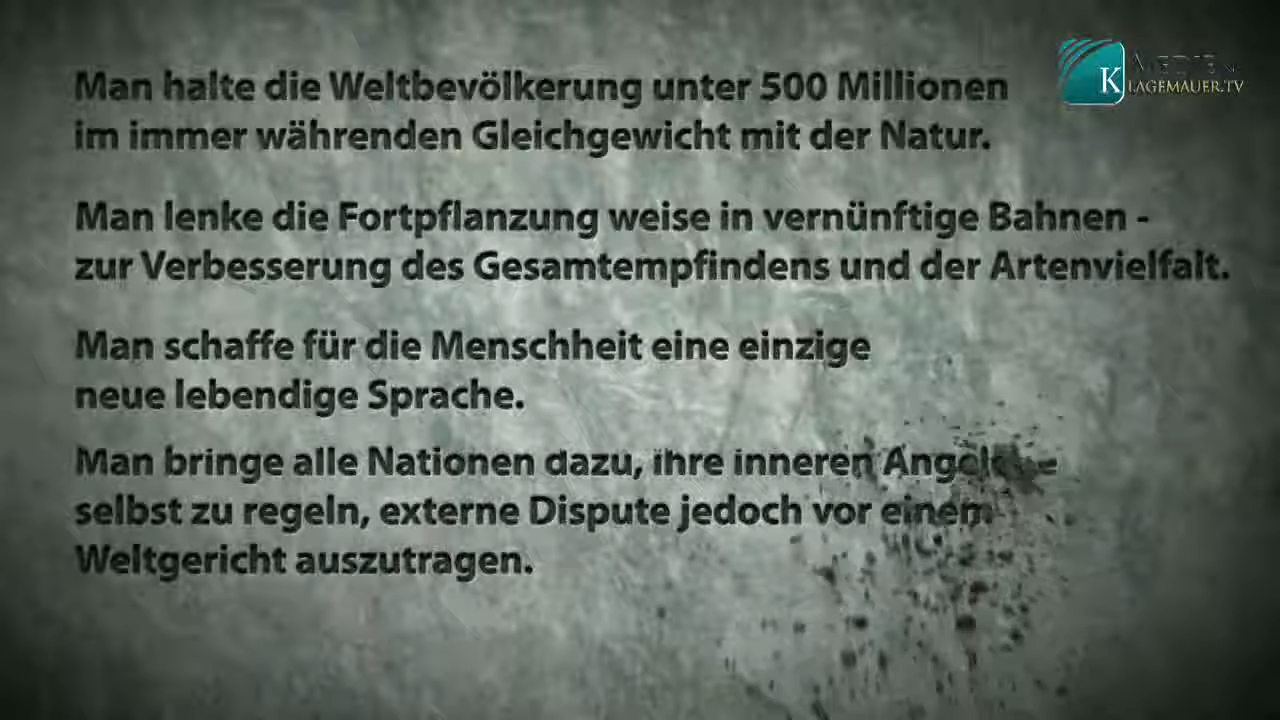 Man halte die Weltbevölkerung unter 500 Millionen
im immer währenden Gleichgewicht mit der Natur.
Man lenke die Fortpflanzung weise in vernünftige Bahnen -
zur Verbesserung des Gesamtempfindens und der Artenvielfalt.
Man schaffe für die Menschheit eine einzige
neue lebendige Sprache.
Man bringe alle Nationen dazu, ihre inneren
selbst zu regeln, externe Dispute jedoch vor einem
Weltgericht auszutragen.
MEDIEN
KLAGEMAUER.TV